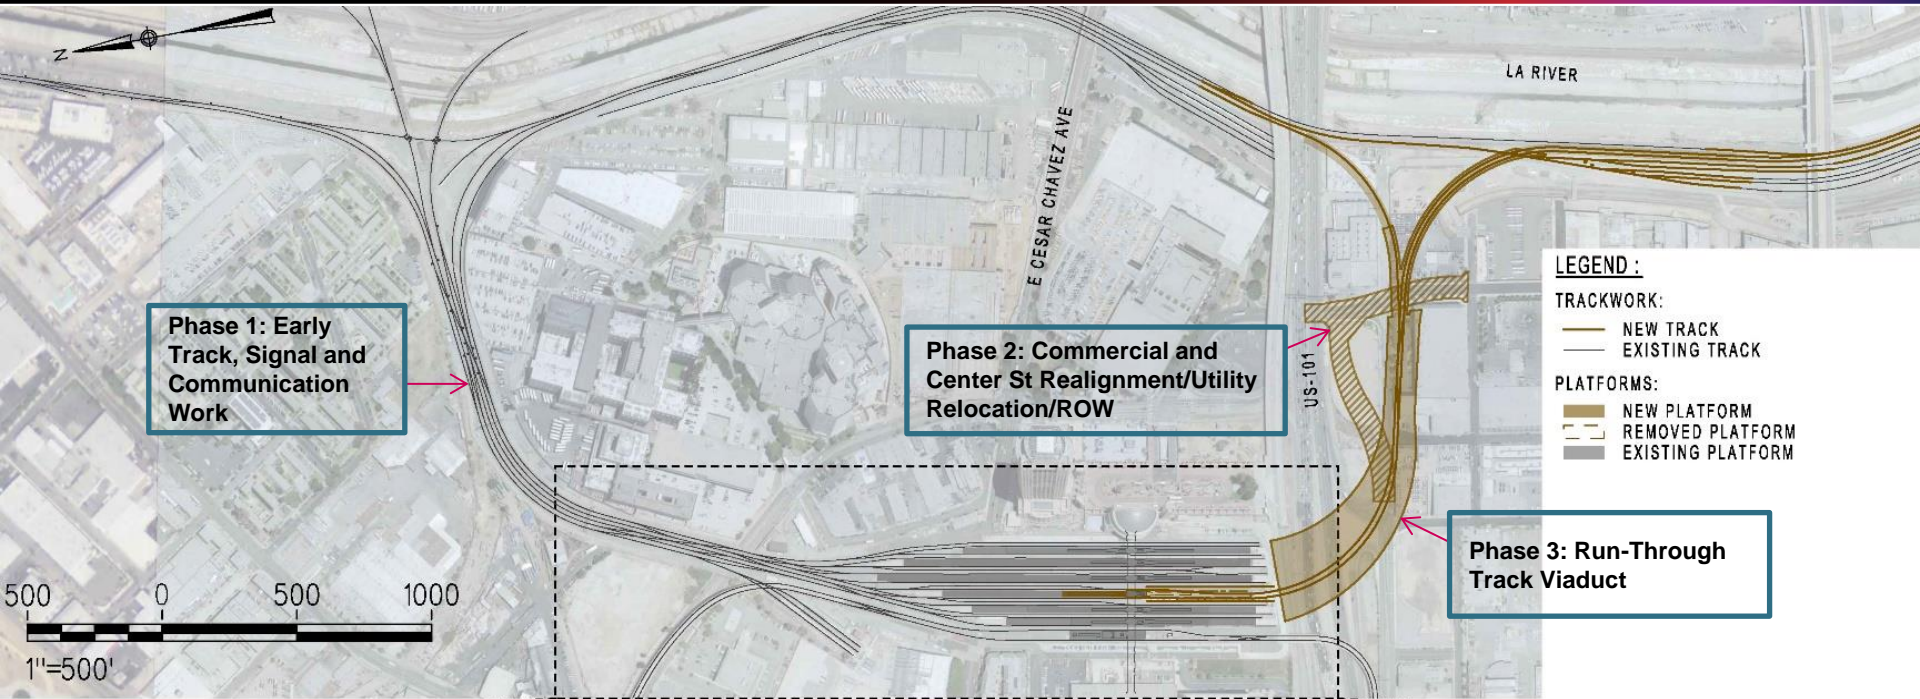 N
LA RIVER
E CESAR CHAVEZ AVE
US-101
Phase 1: Early
Track, Signal and
Communication
Work
Phase 2: Commercial and
Center St Realignment/Utility
Relocation/ROW
Phase 3: Run-Through
Track Viaduct
LEGEND :
TRACKWORK:
NEW TRACK
EXISTING TRACK
PLATFORMS:
NEW PLATFORM
REMOVED PLATFORM
EXISTING PLATFORM
500 0 500 1000
1"=500'